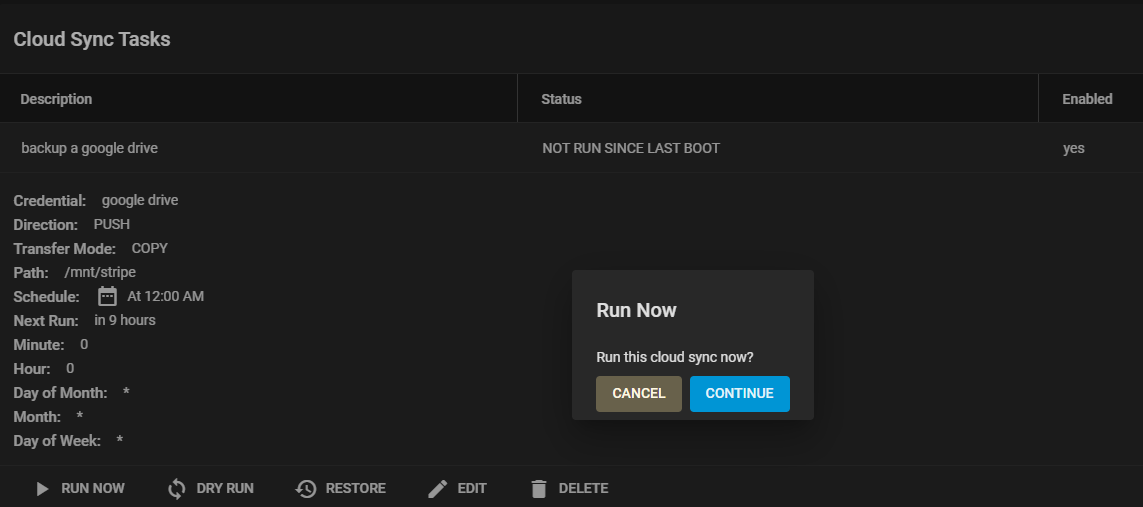 Cloud Sync Tasks
Description Status Enabled
backup a google drive NOT RUN SINCE LAST BOOT yes
Credential: google drive
Direction: PUSH
Transfer Mode: COPY
Path: /mnt/stripe
Schedule: At 12:00 AM
Next Run: in 9 hours
Minute: 0
Hour: 0
Day of Month: *
Month: *
Day of Week: *
Run Now
Run this cloud sync now?
CANCEL CONTINUE
RUN NOW DRY RUN RESTORE EDIT DELETE